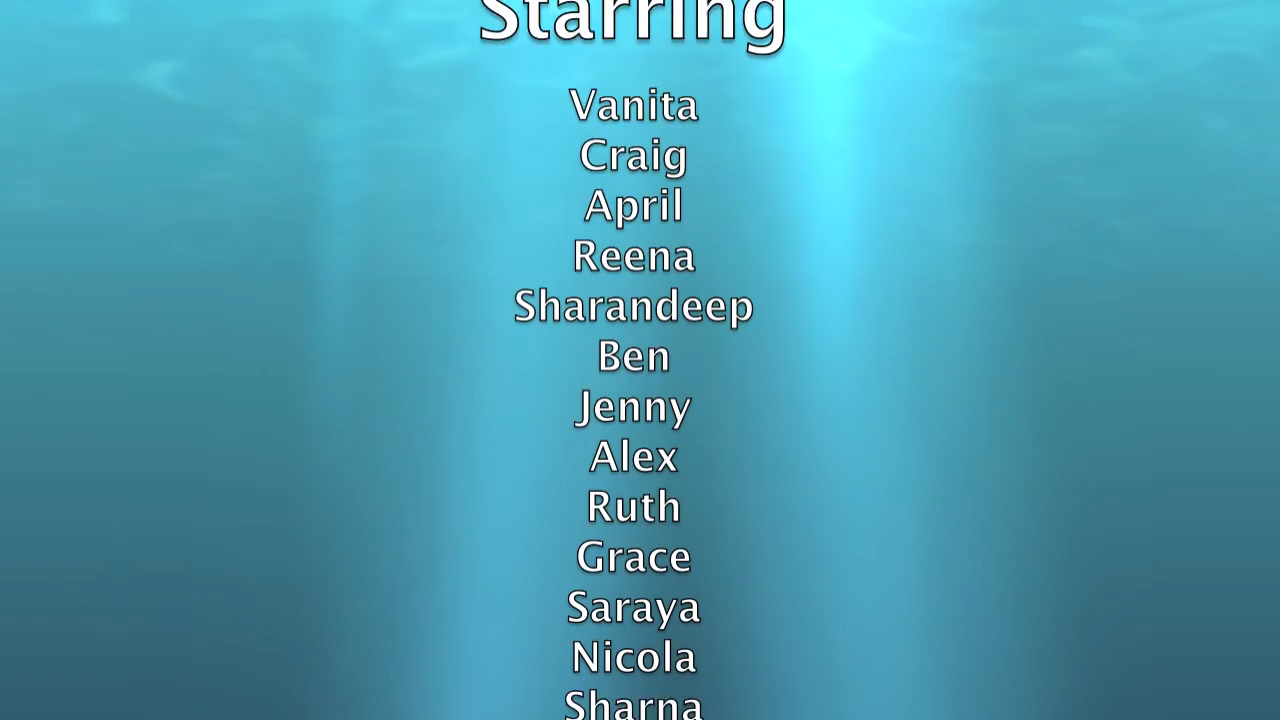 Starring
Vanita
Craig
April
Reena
Sharandeep
Ben
Jenny
Alex
Ruth
Grace
Saraya
Nicola
Sharna